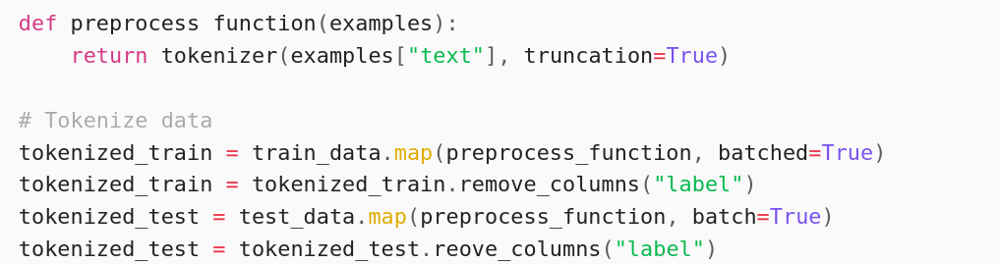 def preprocess function(examples):
    return tokenizer(examples["text"], truncation=True)

# Tokenize data
tokenized_train = train_data.map(preprocess_function, batched=True)
tokenized_train = tokenized_train.remove_columns("label")
tokenized_test = test_data.map(preprocess_function, batch=True)
tokenized_test = tokenized_test.reove_columns("label")